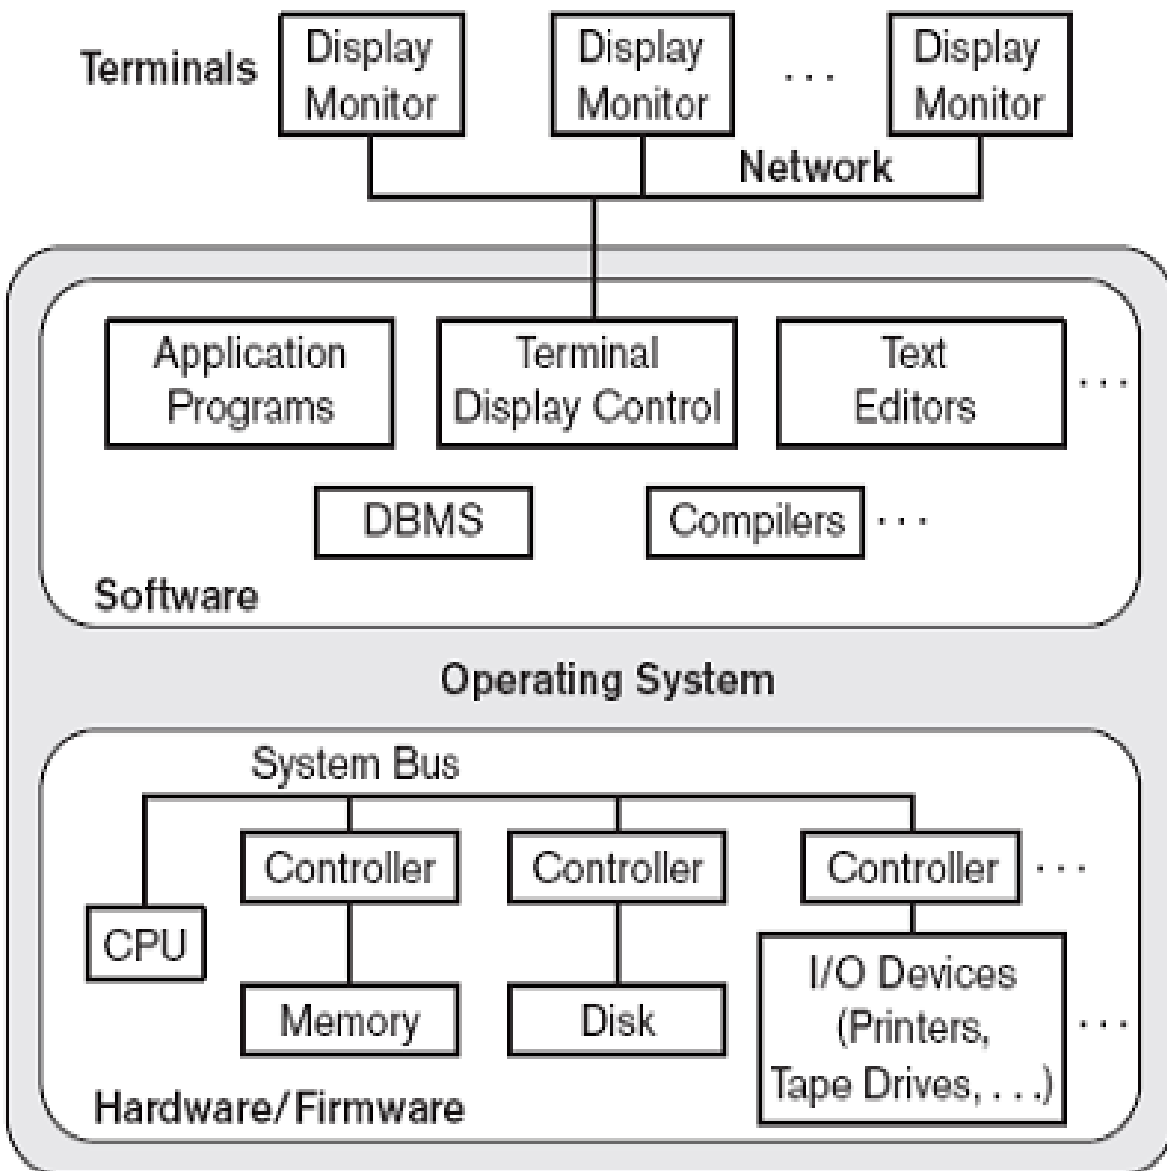 Terminals
Display
Monitor
Display
Monitor
. . .
Display
Monitor
Network
Application
Programs
Terminal
Display Control
Text
Editors
. . .
DBMS
Compilers
. . .
Software
Operating System
System Bus
Controller
Controller
Controller
. . .
CPU
Memory
Disk
I/O Devices
(Printers,
Tape Drives, . . .)
. . .
Hardware/Firmware